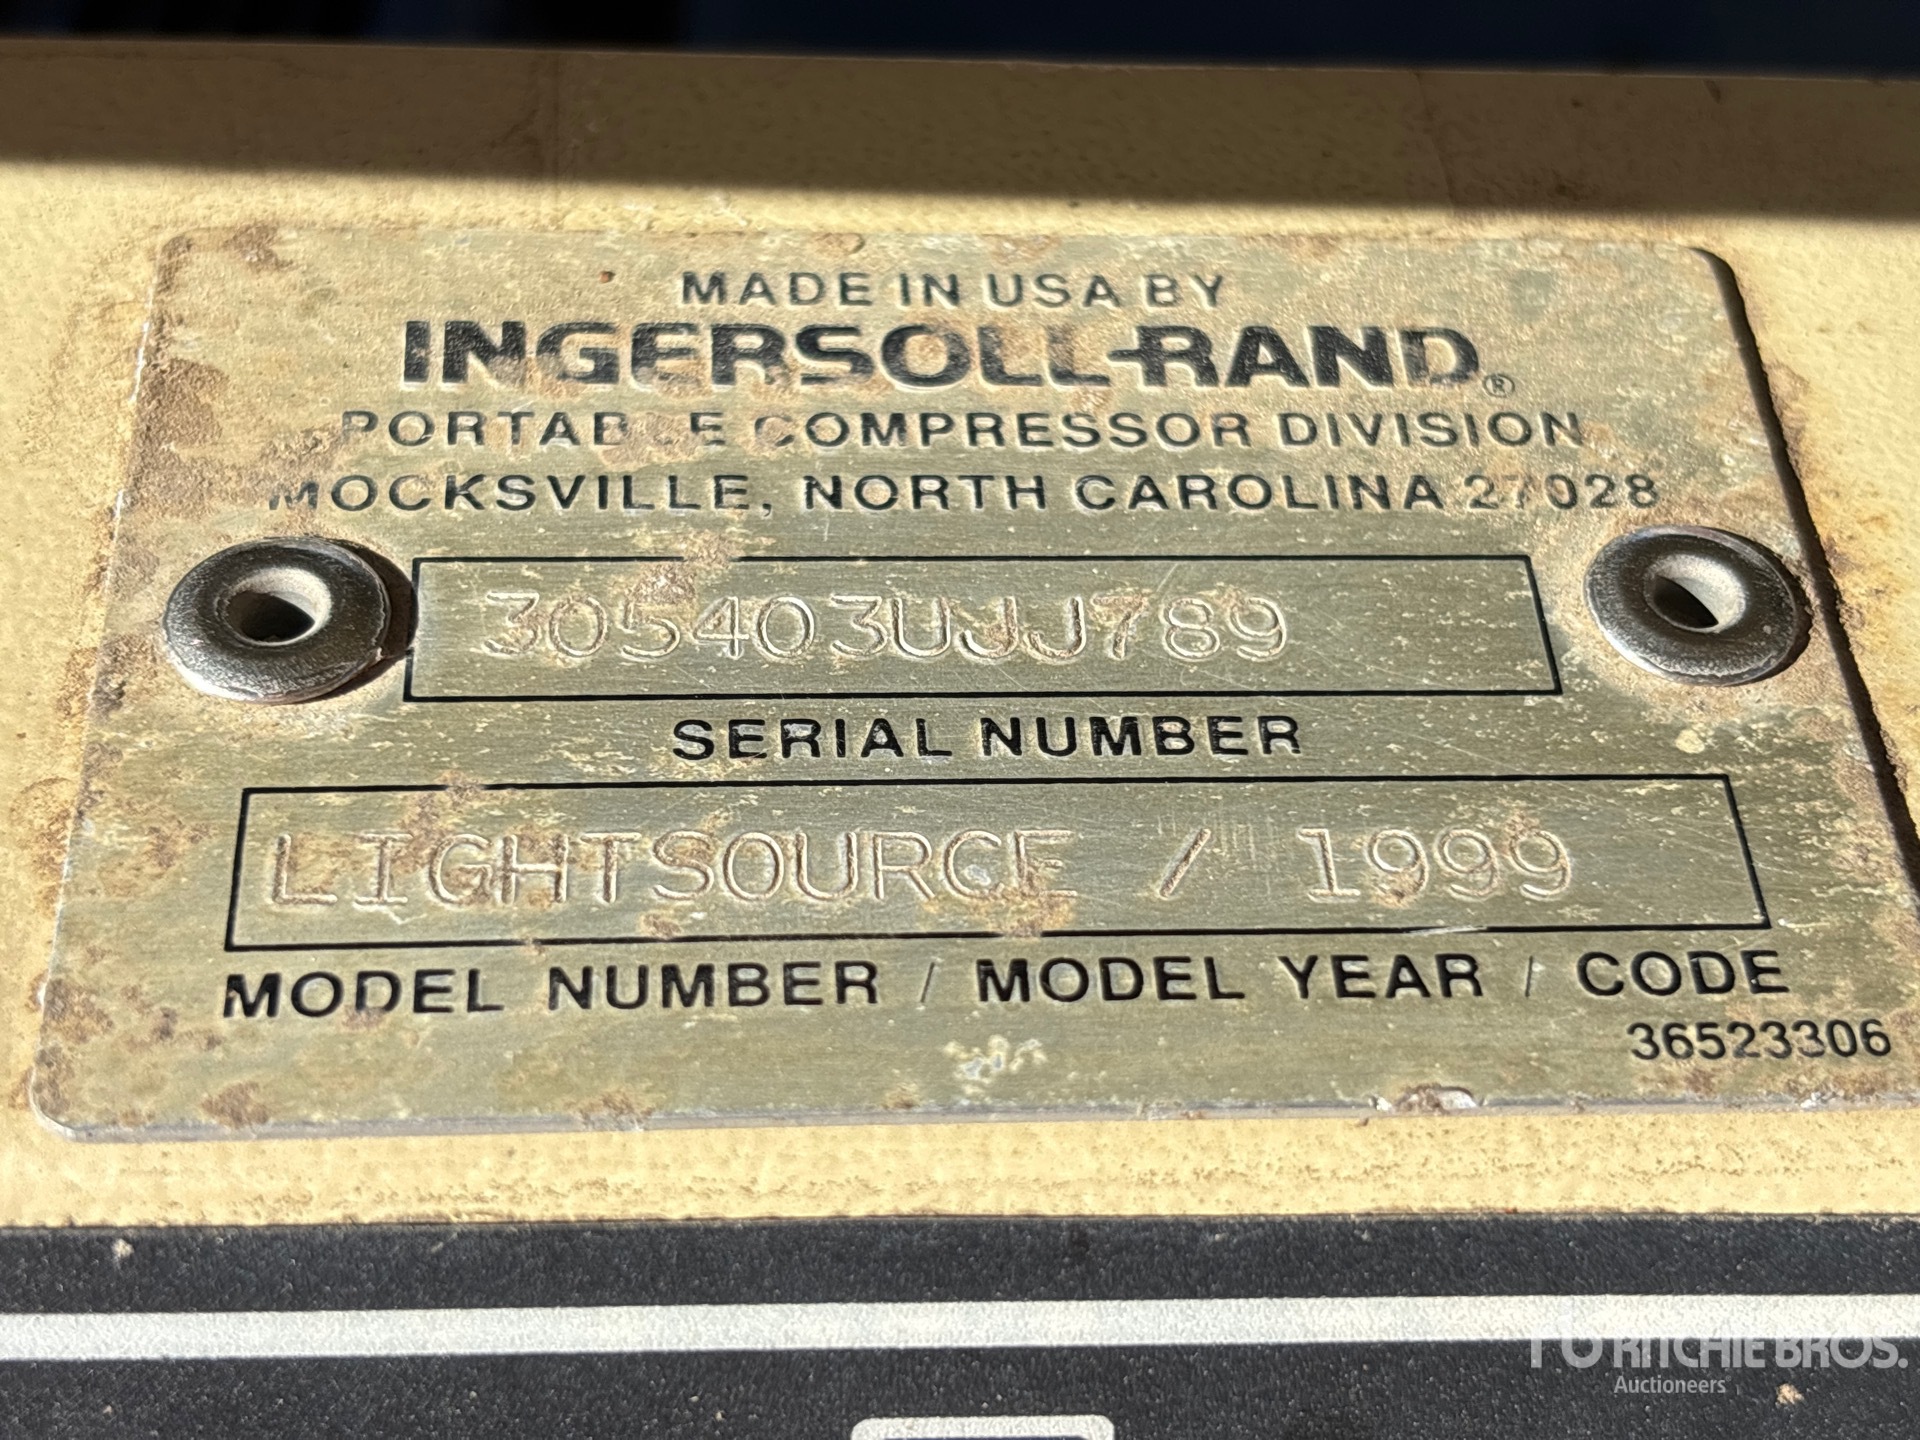 MADE IN USA BY
INGERSOLL-RAND®
PORTABLE COMPRESSOR DIVISION
MOCKSVILLE, NORTH CAROLINA 27028
305403UJJ789
SERIAL NUMBER
LIGHTSOURCE / 1999
MODEL NUMBER / MODEL YEAR / CODE
36523306
RITCHIE BROS.
Auctioneers